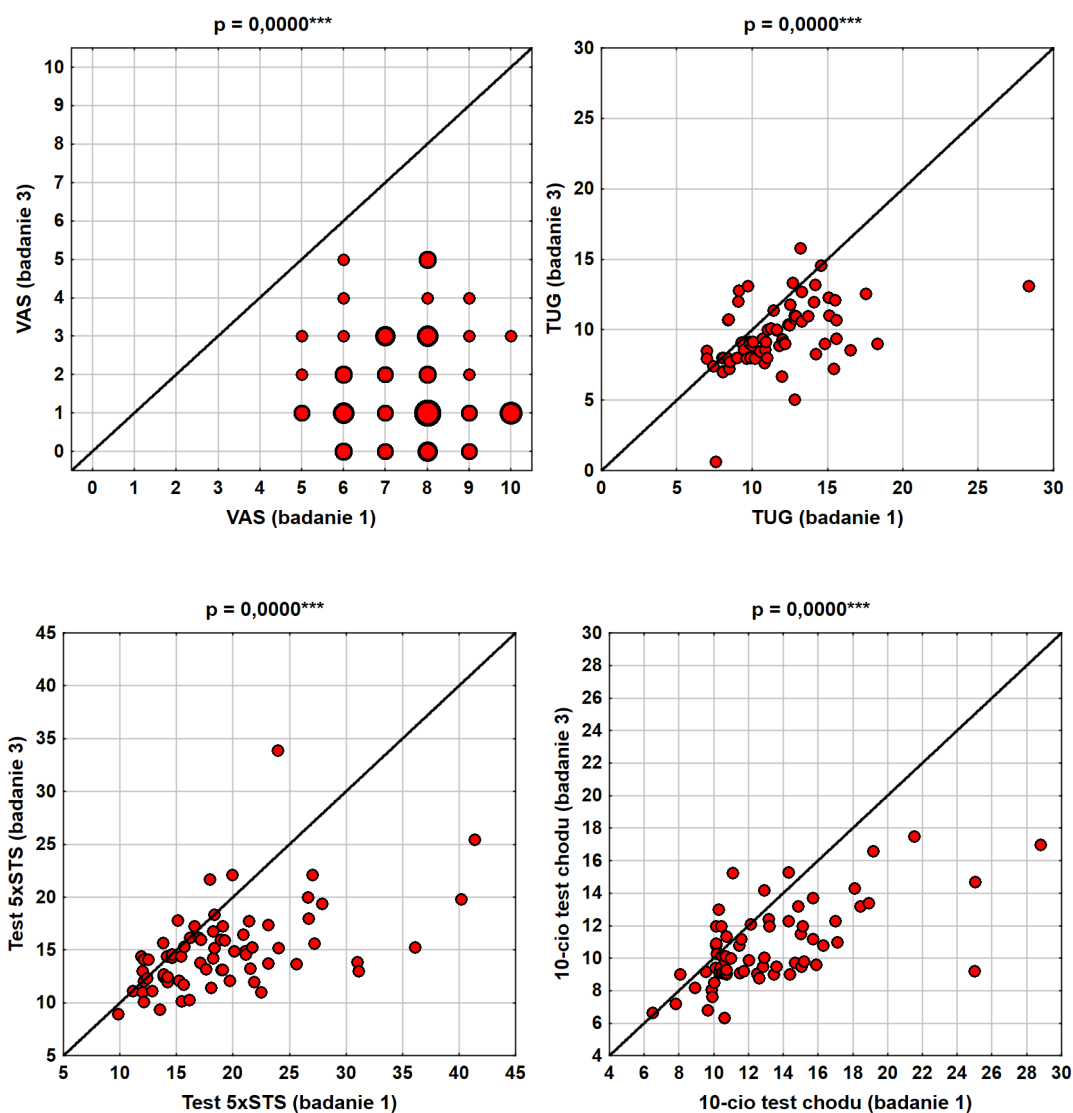 p = 0,0000***
VAS (badanie 3)
10
9
8
7
6
5
4
3
2
1
0
0 1 2 3 4 5 6 7 8 9 10
VAS (badanie 1)
p = 0,0000***
TUG (badanie 3)
30
25
20
15
10
5
0
0 5 10 15 20 25 30
TUG (badanie 1)
p = 0,0000***
Test 5xSTS (badanie 3)
45
40
35
30
25
20
15
10
5
5 10 15 20 25 30 35 40 45
Test 5xSTS (badanie 1)
p = 0,0000***
10-cio test chodu (badanie 3)
30
28
26
24
22
20
18
16
14
12
10
8
6
4
4 6 8 10 12 14 16 18 20 22 24 26 28 30
10-cio test chodu (badanie 1)